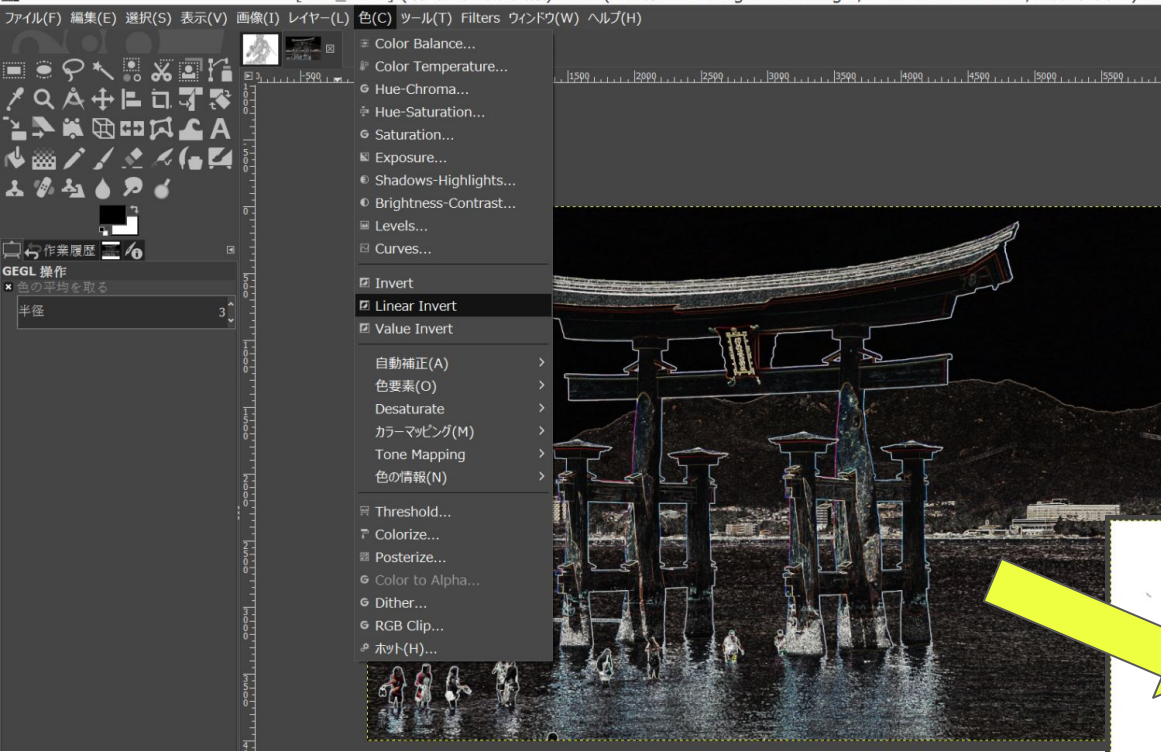 ファイル(F) 編集(E) 選択(S) 表示(V) 画像(I) レイヤー(L) 色(C) ツール(T) Filters ウィンドウ(W) ヘルプ(H)
Color Balance...
Color Temperature...
Hue-Chroma...
Hue-Saturation...
Saturation...
Exposure...
Shadows-Highlights...
Brightness-Contrast...
Levels...
Curves...
Invert
Linear Invert
Value Invert
自動補正(A)
色要素(O)
Desaturate
カラーマッピング(M)
Tone Mapping
色の情報(N)
Threshold...
Colorize...
Posterize...
Color to Alpha...
Dither...
RGB Clip...
ホット(H)...
作業履歴
GEGL 操作
色の平均を取る
半径 3
-500 1500 2000 2500 3000 3500 4000 4500 5000 5500